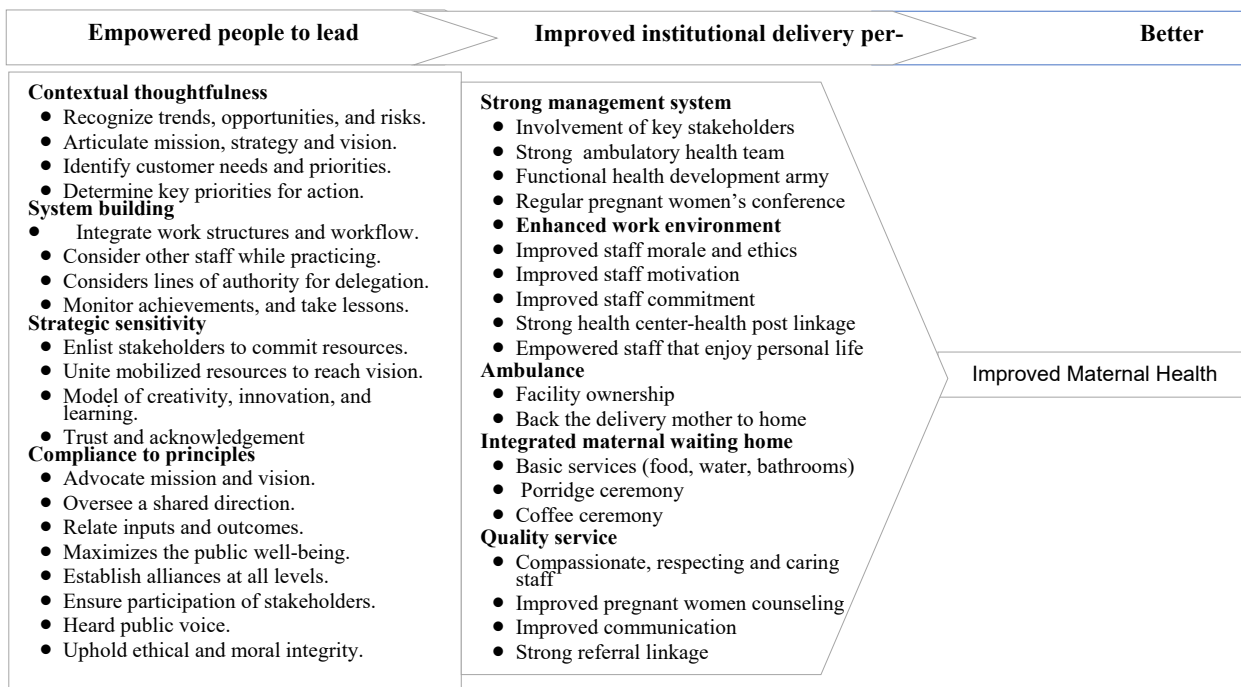 Empowered people to lead
Improved institutional delivery per-
Better
Contextual thoughtfulness
● Recognize trends, opportunities, and risks.
● Articulate mission, strategy and vision.
● Identify customer needs and priorities.
● Determine key priorities for action.
System building
● Integrate work structures and workflow.
● Consider other staff while practicing.
● Considers lines of authority for delegation.
● Monitor achievements, and take lessons.
Strategic sensitivity
● Enlist stakeholders to commit resources.
● Unite mobilized resources to reach vision.
● Model of creativity, innovation, and
learning.
● Trust and acknowledgement
Compliance to principles
● Advocate mission and vision.
● Oversee a shared direction.
● Relate inputs and outcomes.
● Maximizes the public well-being.
● Establish alliances at all levels.
● Ensure participation of stakeholders.
● Heard public voice.
● Uphold ethical and moral integrity.
Strong management system
● Involvement of key stakeholders
● Strong ambulatory health team
● Functional health development army
● Regular pregnant women’s conference
● Enhanced work environment
● Improved staff morale and ethics
● Improved staff motivation
● Improved staff commitment
● Strong health center-health post linkage
● Empowered staff that enjoy personal life
Ambulance
● Facility ownership
● Back the delivery mother to home
Integrated maternal waiting home
● Basic services (food, water, bathrooms)
● Porridge ceremony
● Coffee ceremony
Quality service
● Compassionate, respecting and caring
staff
● Improved pregnant women counseling
● Improved communication
● Strong referral linkage
Improved Maternal Health